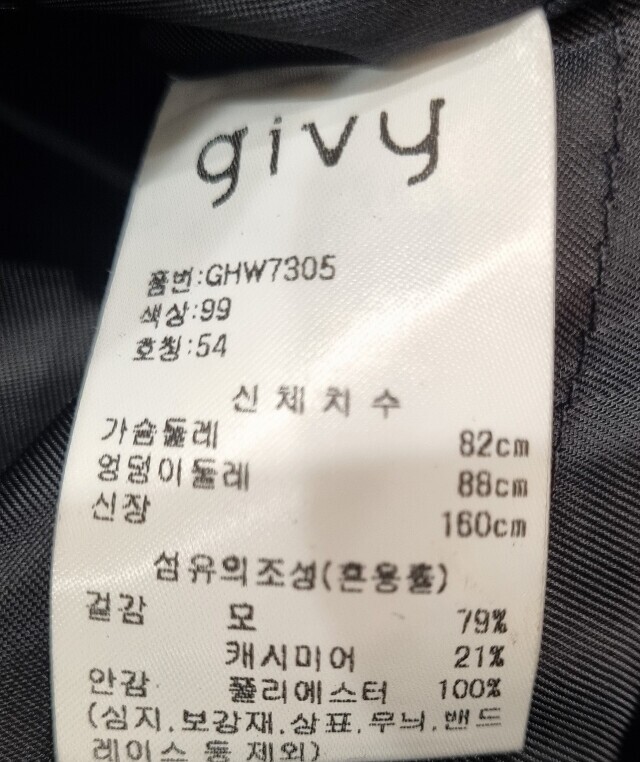 givy
품번:GHW7305
색상:99
호칭:54
신체치수
가슴둘레 82cm
엉덩이둘레 88cm
신장 160cm
섬유의조성(혼용률)
겉감 모 79%
캐시미어 21%
안감 폴리에스터 100%
(심지.보강재.상표.무늬.밴드
레이스 등 제외)